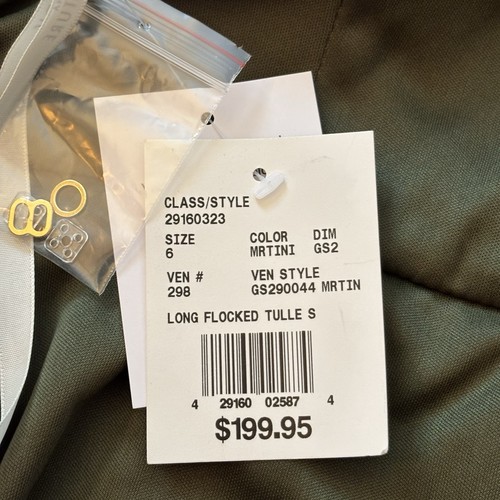 CLASS/STYLE
29160323
SIZE COLOR DIM
6 MRTINI GS2
VEN # VEN STYLE
298 GS290044 MRTIN
LONG FLOCKED TULLE S
4 29160 02587 4
$199.95